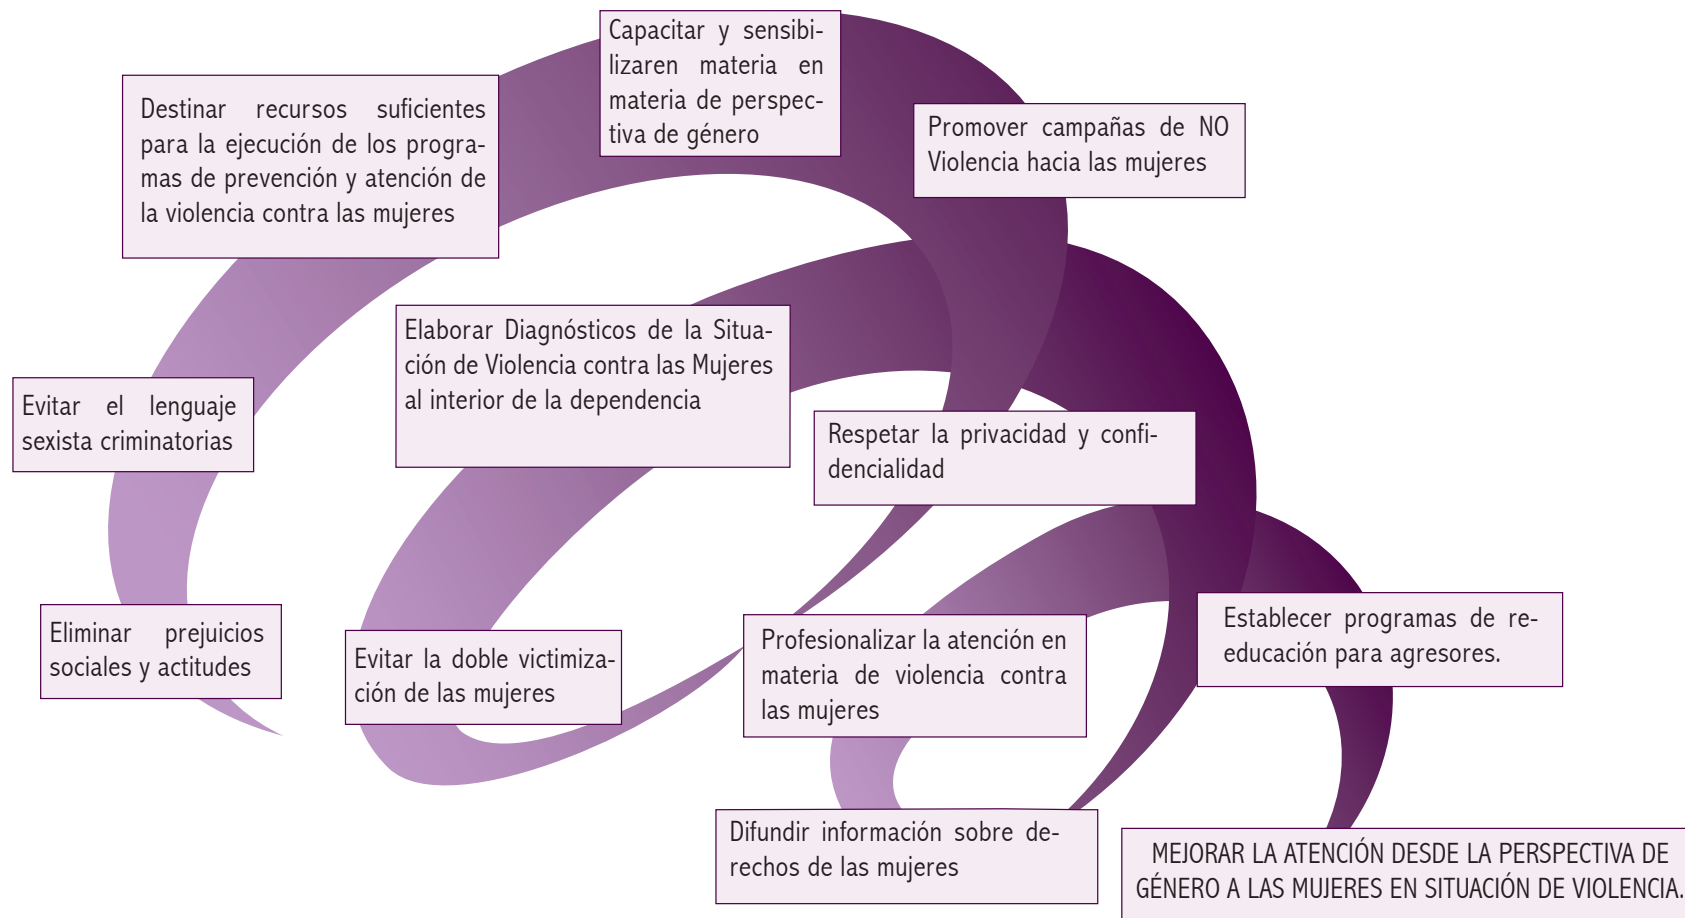 Capacitar y sensibi-
lizaren materia en
materia de perspec-
tiva de género
Destinar recursos suficientes
para la ejecución de los progra-
mas de prevención y atención de
la violencia contra las mujeres
Promover campañas de NO
Violencia hacia las mujeres
Elaborar Diagnósticos de la Situa-
ción de Violencia contra las Mujeres
al interior de la dependencia
Evitar el lenguaje
sexista criminatorias
Respetar la privacidad y confi-
dencialidad
Eliminar prejuicios
sociales y actitudes
Evitar la doble victimiza-
ción de las mujeres
Profesionalizar la atención en
materia de violencia contra
las mujeres
Establecer programas de re-
educación para agresores.
Difundir información sobre de-
rechos de las mujeres
MEJORAR LA ATENCIÓN DESDE LA PERSPECTIVA DE
GÉNERO A LAS MUJERES EN SITUACIÓN DE VIOLENCIA.